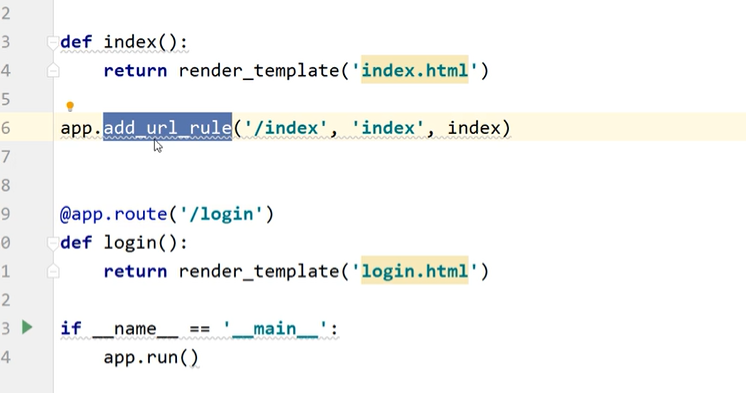 2
3 def index():
4 return render_template('index.html')
5
6 app.add_url_rule('/index', 'index', index)
7
8
9 @app.route('/login')
0 def login():
1 return render_template('login.html')
2
3 if __name__ == '__main__':
4 app.run()